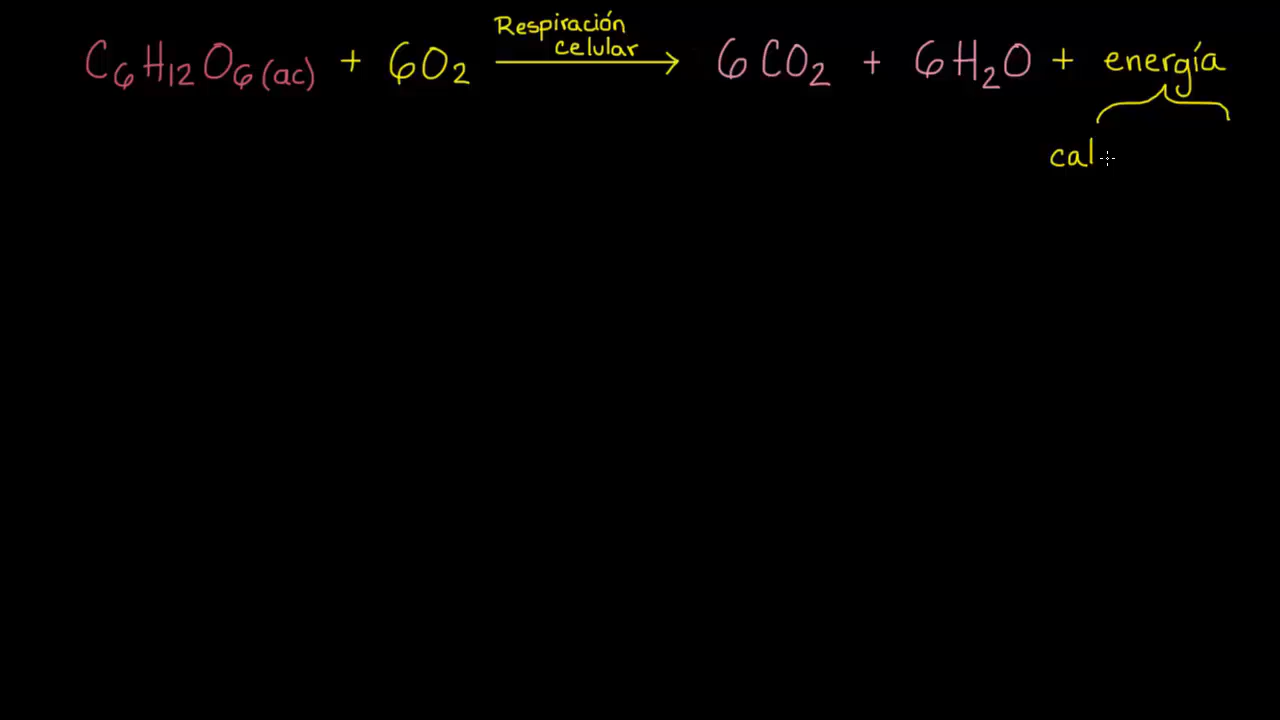 Respiración
celular
C6H12O6(ac) + 6O2 → 6CO2 + 6H2O + energía
cal